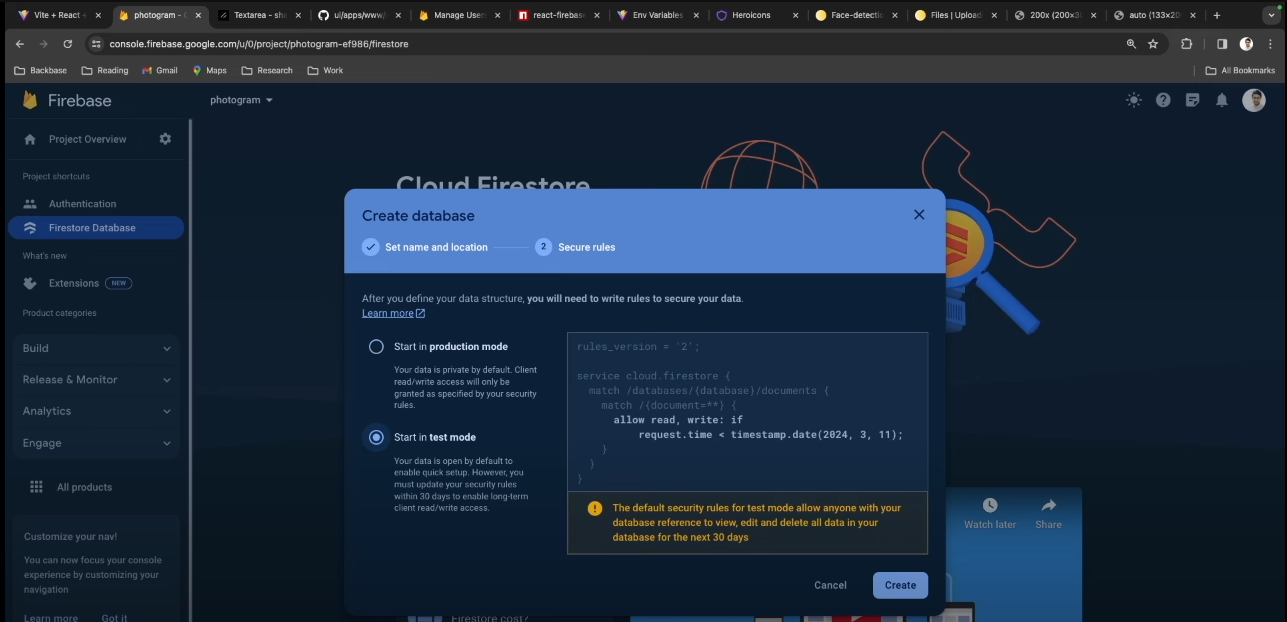 Vite + React +
photogram - C
Textarea - sha
ui/apps/www/
Manage User
react-firebase
Env Variables
Heroicons
Face-detectio
Files | Upload
200x (200×3
auto (133×20
console.firebase.google.com/u/0/project/photogram-ef986/firestore
Backbase
Reading
Gmail
Maps
Research
Work
All Bookmarks
Firebase
photogram
Project Overview
Project shortcuts
Authentication
Firestore Database
What's new
Extensions
NEW
Product categories
Build
Release & Monitor
Analytics
Engage
All products
Customize your nav!
You can now focus your console
experience by customizing your
navigation
Learn more
Got it
Cloud Firestore
Create database
Set name and location
2
Secure rules
After you define your data structure, you will need to write rules to secure your data.
Learn more
Start in production mode
Your data is private by default. Client
read/write access will only be
granted as specified by your security
rules.
Start in test mode
Your data is open by default to
enable quick setup. However, you
must update your security rules
within 30 days to enable long-term
client read/write access.
rules_version = '2';
service cloud.firestore {
match /databases/{database}/documents {
match /{document=**} {
allow read, write: if
request.time < timestamp.date(2024, 3, 11);
}
}
}
The default security rules for test mode allow anyone with your
database reference to view, edit and delete all data in your
database for the next 30 days
Cancel
Create
Watch later
Share
Firestore cost?